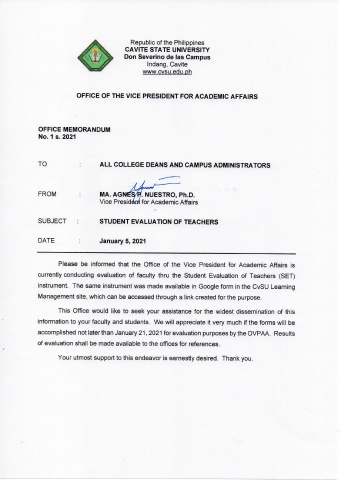 Republic of the Philippines
CAVITE STATE UNIVERSITY
Don Severino de las Campus
Indang, Cavite
www.cvsu.edu.ph
OFFICE OF THE VICE PRESIDENT FOR ACADEMIC AFFAIRS
OFFICE MEMORANDUM
No. 1 s. 2021
TO : ALL COLLEGE DEANS AND CAMPUS ADMINISTRATORS
FROM : MA. AGNES P. NUESTRO, Ph.D.
Vice President for Academic Affairs
SUBJECT : STUDENT EVALUATION OF TEACHERS
DATE : January 5, 2021
Please be informed that the Office of the Vice President for Academic Affairs is
currently conducting evaluation of faculty thru the Student Evaluation of Teachers (SET)
instrument. The same instrument was made available in Google form in the CvSU Learning
Management site, which can be accessed through a link created for the purpose.
This Office would like to seek your assistance for the widest dissemination of this
information to your faculty and students. We will appreciate it very much if the forms will be
accomplished not later than January 21, 2021 for evaluation purposes by the OVPAA. Results
of evaluation shall be made available to the offices for references.
Your utmost support to this endeavor is earnestly desired. Thank you.